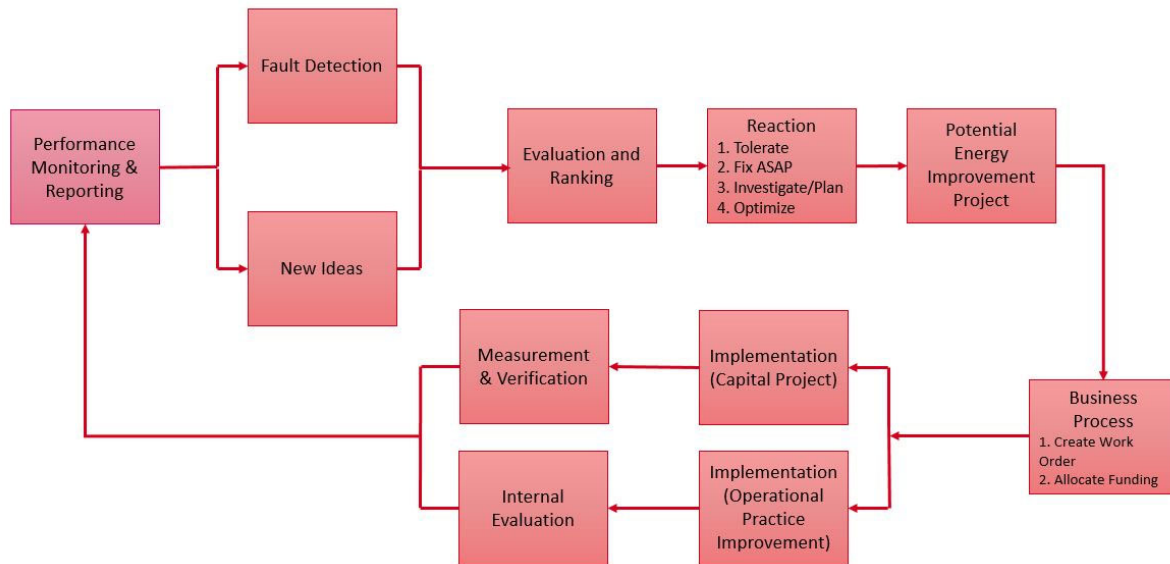 Fault Detection
Performance
Monitoring &
Reporting
New Ideas
Evaluation and
Ranking
Reaction
1. Tolerate
2. Fix ASAP
3. Investigate/Plan
4. Optimize
Potential
Energy
Improvement
Project
Business
Process
1. Create Work
Order
2. Allocate Funding
Implementation
(Capital Project)
Measurement
& Verification
Implementation
(Operational
Practice
Improvement)
Internal
Evaluation